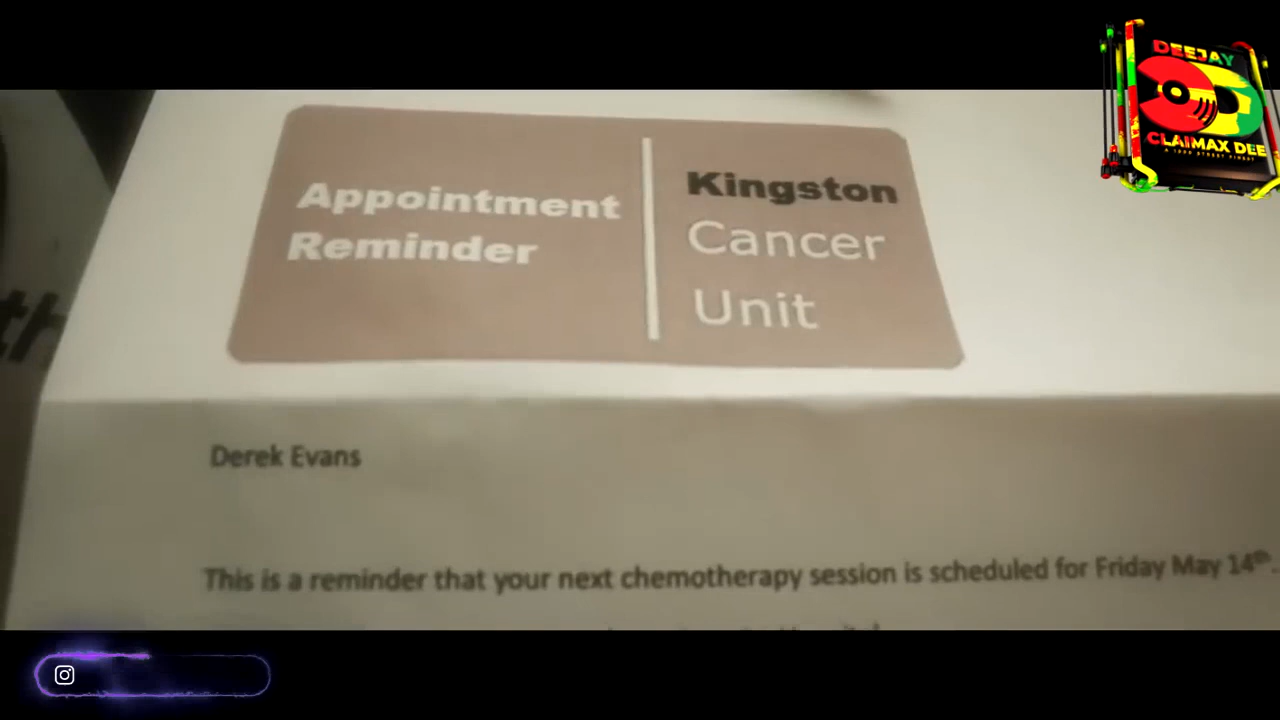 DEEJAY
CLAIMAX DEE
Appointment
Reminder
Kingston
Cancer
Unit
th
Derek Evans
This is a reminder that your next chemotherapy session is scheduled for Friday May 14th.